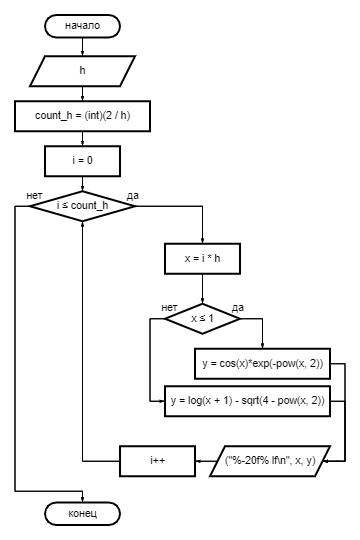 начало
h
count_h = (int)(2 / h)
i = 0
нет
да
i ≤ count_h
x = i * h
нет
да
x ≤ 1
y = cos(x)*exp(-pow(x, 2))
y = log(x + 1) - sqrt(4 - pow(x, 2))
i++
("%-20f% lf\n", x, y)
конец